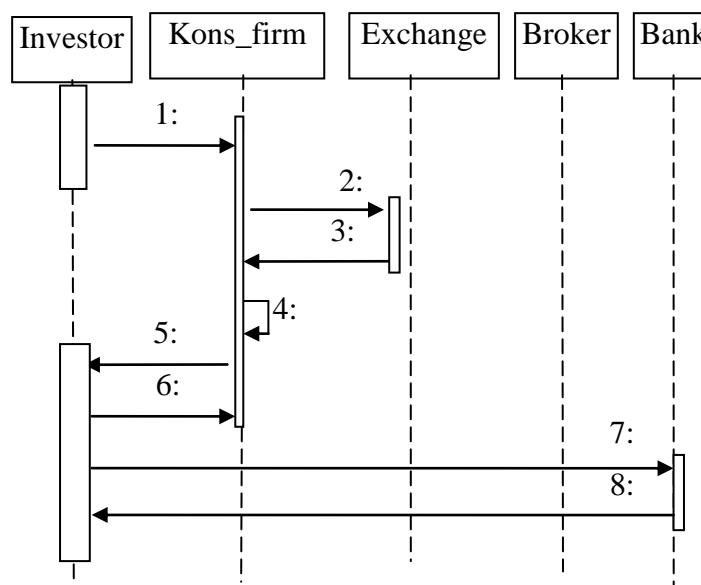 Investor
Kons_firm
Exchange
Broker
Bank
1:
2:
3:
4:
5:
6:
7:
8: